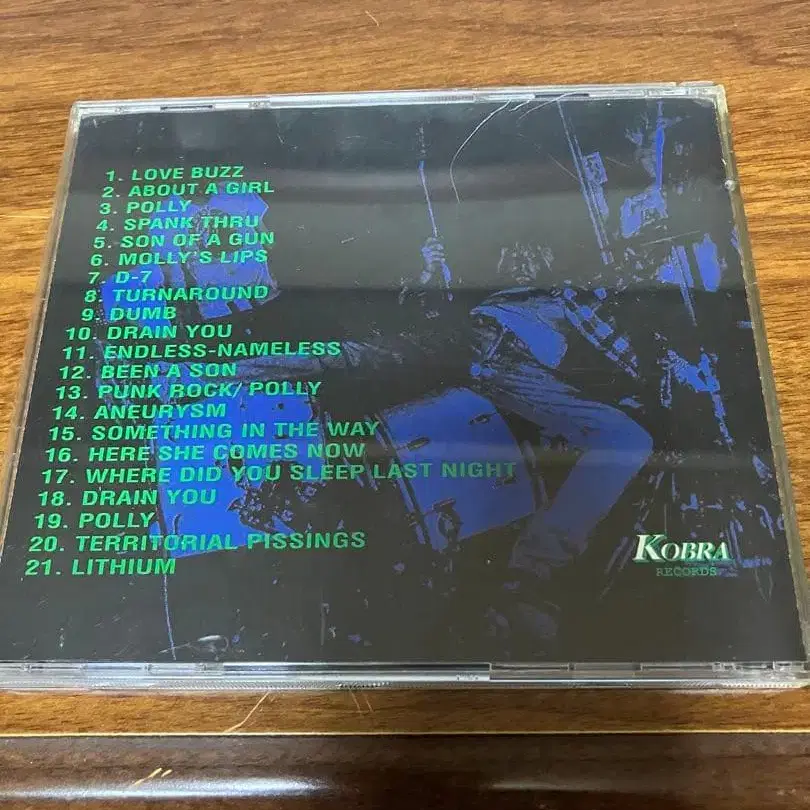 1. LOVE BUZZ
2. ABOUT A GIRL
3. POLLY
4. SPANK THRU
5. SON OF A GUN
6. MOLLY'S LIPS
7. D-7
8. TURNAROUND
9. DUMB
10. DRAIN YOU
11. ENDLESS-NAMELESS
12. BEEN A SON
13. PUNK ROCK/ POLLY
14. ANEURYSM
15. SOMETHING IN THE WAY
16. HERE SHE COMES NOW
17. WHERE DID YOU SLEEP LAST NIGHT
18. DRAIN YOU
19. POLLY
20. TERRITORIAL PISSINGS
21. LITHIUM
KOBRA
RECORDS